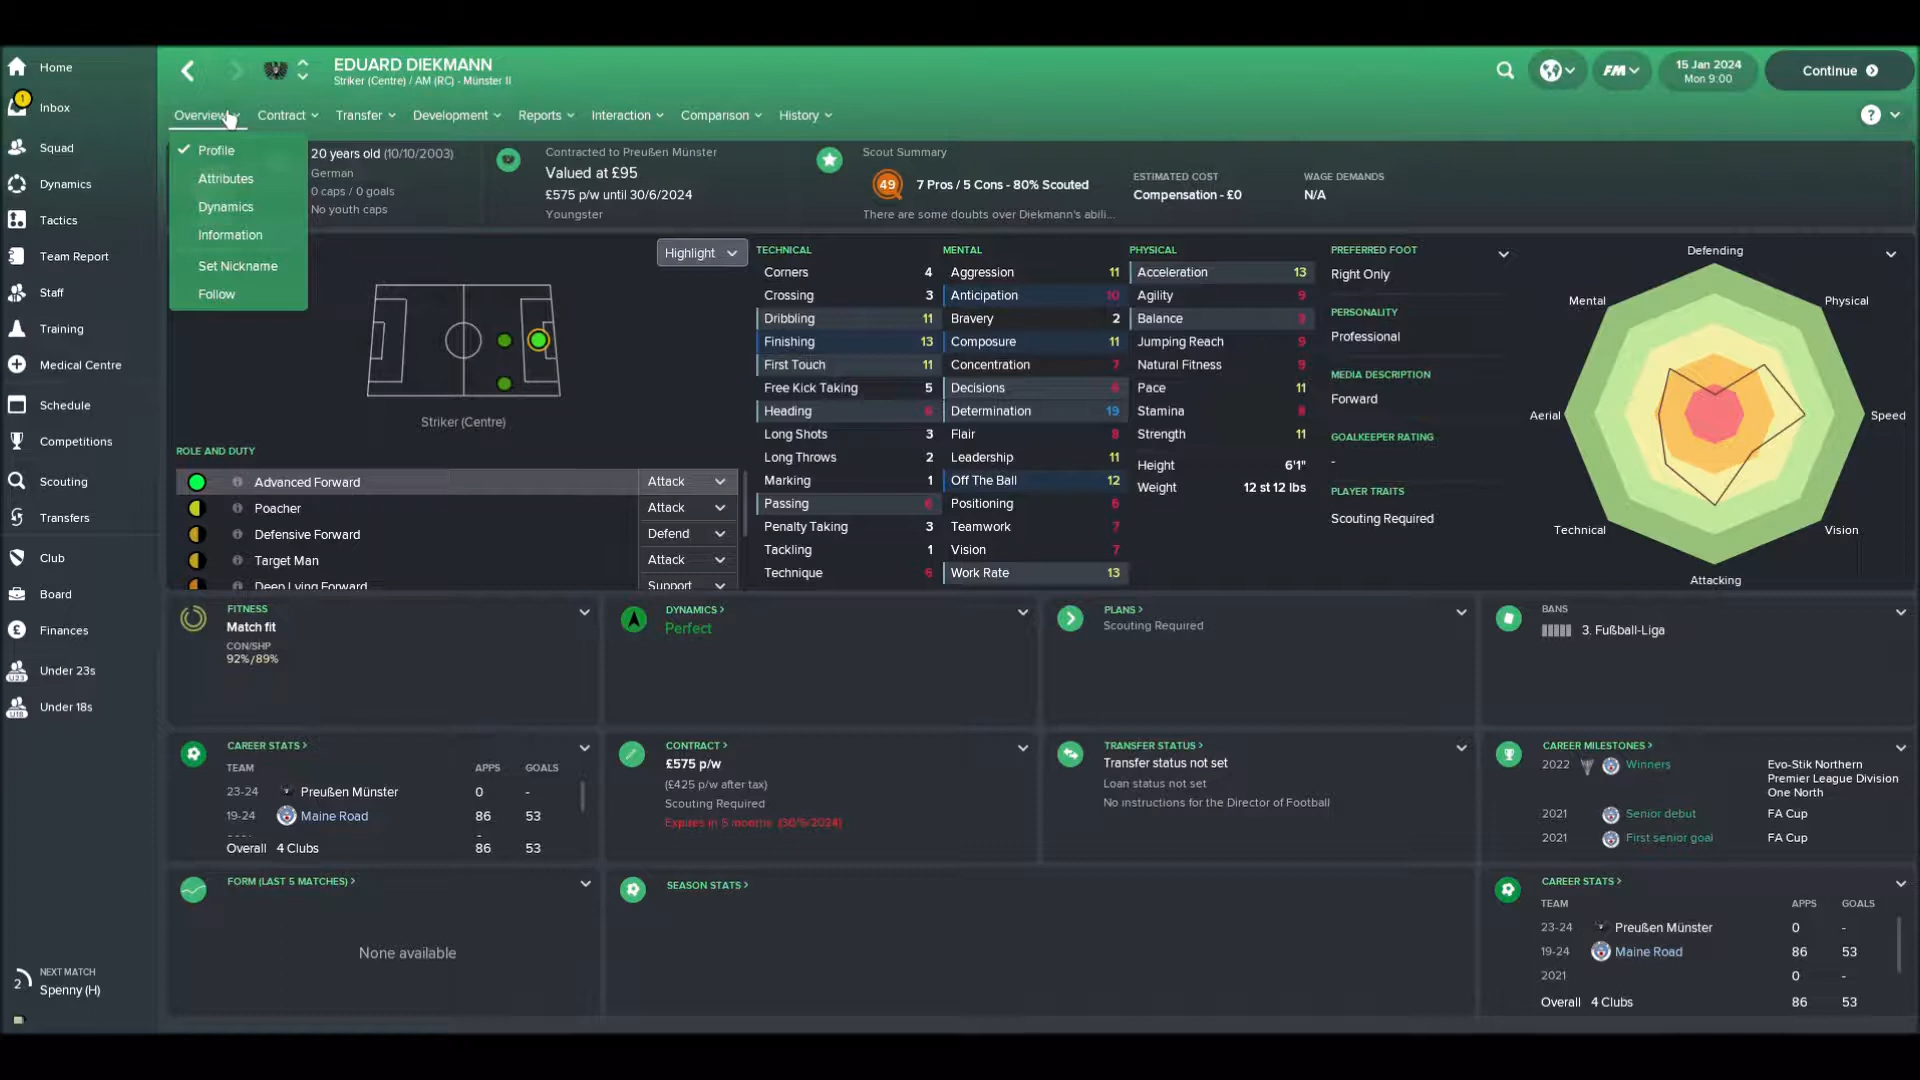 Home
1
Inbox
Squad
Dynamics
Tactics
Team Report
Staff
Training
Medical Centre
Schedule
Competitions
Scouting
Transfers
Club
Board
Finances
U23
Under 23s
U18
Under 18s
2
NEXT MATCH
Spenny (H)
EDUARD DIEKMANN
Striker (Centre) / AM (RC) - Münster II
FM
15 Jan 2024
Mon 9:00
Continue
Overview
Contract
Transfer
Development
Reports
Interaction
Comparison
History
?
Profile
Attributes
Dynamics
Information
Set Nickname
Follow
20 years old (10/10/2003)
German
0 caps / 0 goals
No youth caps
Contracted to Preußen Münster
Valued at £95
£575 p/w until 30/6/2024
Youngster
Scout Summary
49
7 Pros / 5 Cons - 80% Scouted
There are some doubts over Diekmann's abili...
ESTIMATED COST
Compensation - £0
WAGE DEMANDS
N/A
Highlight
Striker (Centre)
ROLE AND DUTY
Advanced Forward Attack
Poacher Attack
Defensive Forward Defend
Target Man Attack
Deep Lying Forward Support
TECHNICAL
Corners 4
Crossing 3
Dribbling 11
Finishing 13
First Touch 11
Free Kick Taking 5
Heading 6
Long Shots 3
Long Throws 2
Marking 1
Passing 6
Penalty Taking 3
Tackling 1
Technique 6
MENTAL
Aggression 11
Anticipation 10
Bravery 2
Composure 11
Concentration 7
Decisions
Determination 19
Flair 8
Leadership 11
Off The Ball 12
Positioning 6
Teamwork 7
Vision 7
Work Rate 13
PHYSICAL
Acceleration 13
Agility 9
Balance
Jumping Reach 9
Natural Fitness 9
Pace 11
Stamina 8
Strength 11
Height 6'1"
Weight 12 st 12 lbs
PREFERRED FOOT
Right Only
PERSONALITY
Professional
MEDIA DESCRIPTION
Forward
GOALKEEPER RATING
-
PLAYER TRAITS
Scouting Required
Defending
Physical
Speed
Vision
Attacking
Technical
Aerial
Mental
FITNESS
Match fit
CON/SHP
92%/89%
DYNAMICS >
Perfect
PLANS >
Scouting Required
BANS
3. Fußball-Liga
CAREER STATS >
TEAM APPS GOALS
23-24 Preußen Münster 0 -
19-24 Maine Road 86 53
Overall 4 Clubs 86 53
CONTRACT >
£575 p/w
(£425 p/w after tax)
Scouting Required
Expires in 5 months (30/6/2024)
TRANSFER STATUS >
Transfer status not set
Loan status not set
No instructions for the Director of Football
CAREER MILESTONES >
2022 Winners Evo-Stik Northern
Premier League Division
One North
2021 Senior debut FA Cup
2021 First senior goal FA Cup
FORM (LAST 5 MATCHES) >
None available
SEASON STATS >
CAREER STATS >
TEAM APPS GOALS
23-24 Preußen Münster 0 -
19-24 Maine Road 86 53
2021 0 -
Overall 4 Clubs 86 53